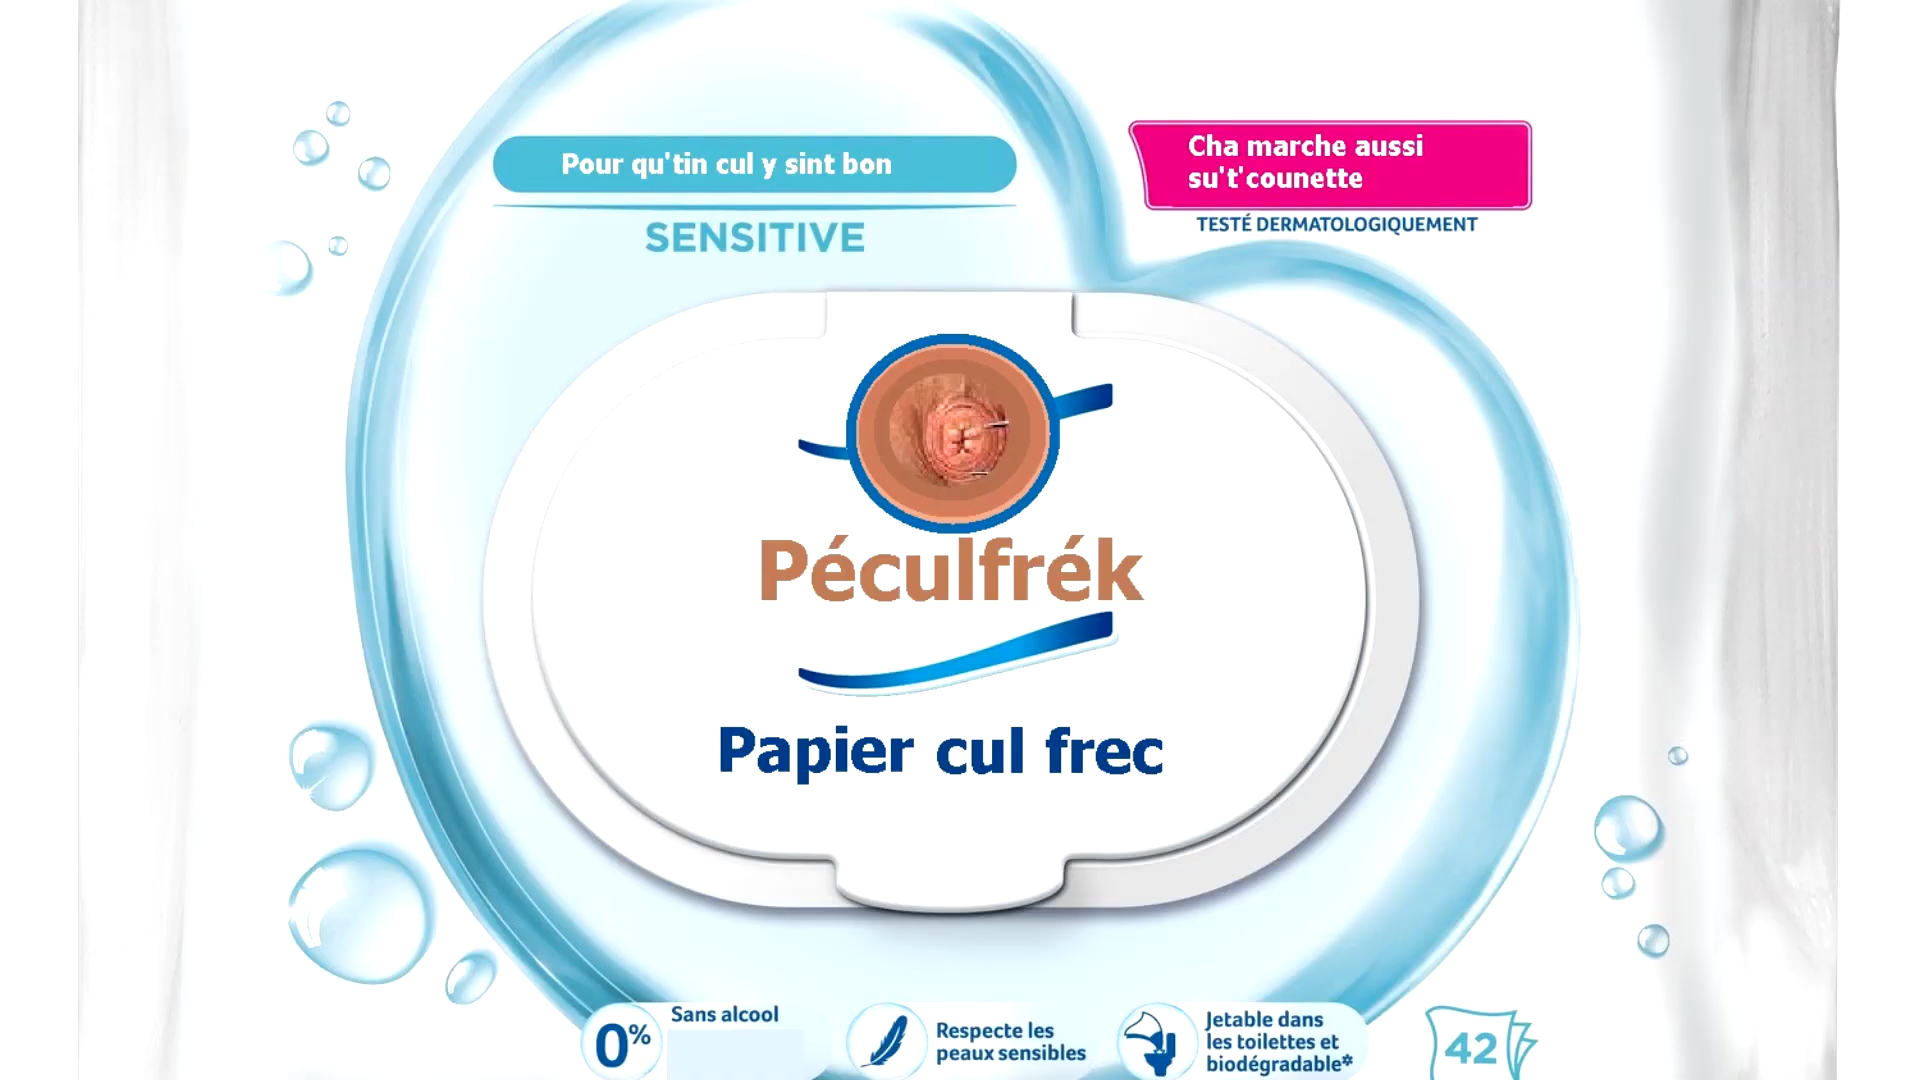 Pour qu'tin cul y sint bon
SENSITIVE
Cha marche aussi
su't'counette
TESTÉ DERMATOLOGIQUEMENT
Péculfrék
Papier cul frec
0%
Sans alcool
Respecte les
peaux sensibles
Jetable dans
les toilettes et
biodégradable*
42